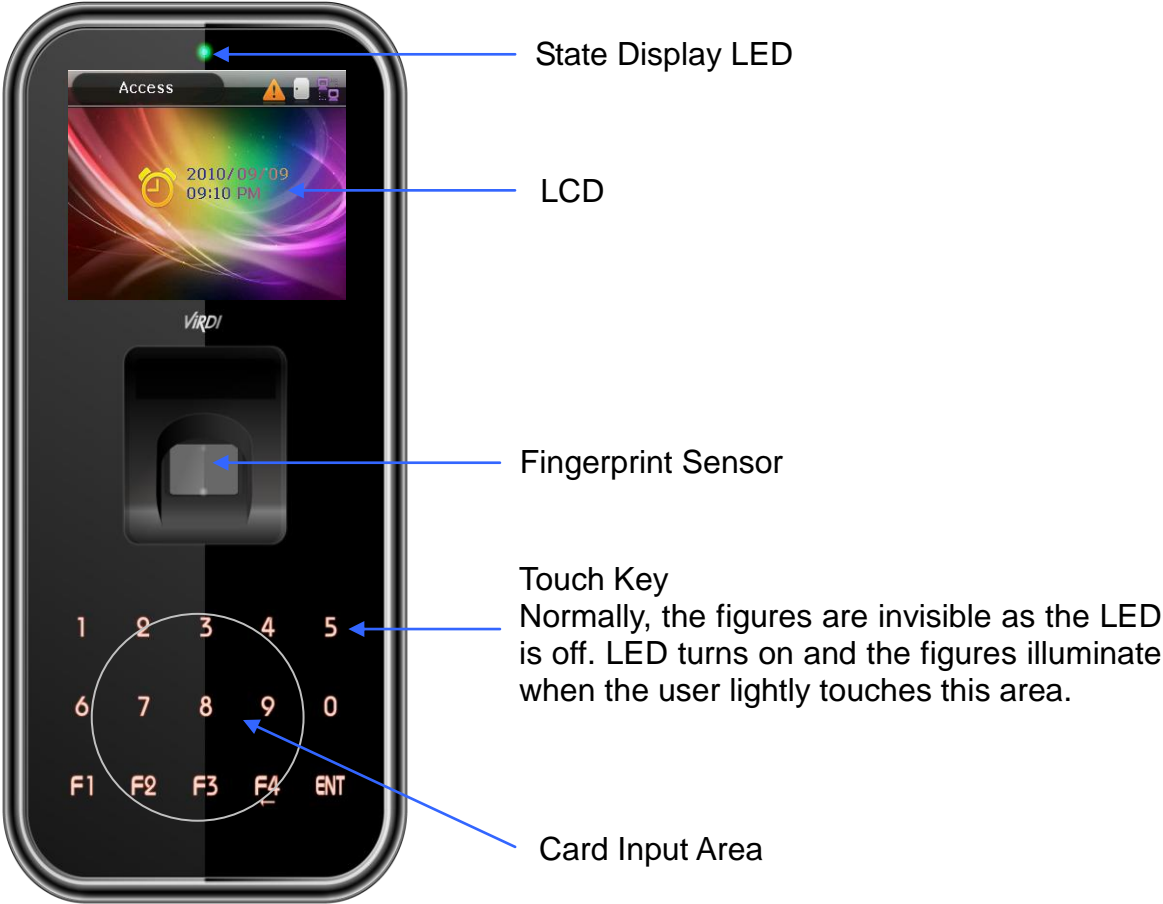 State Display LED
Access
2010/09/09
09:10 PM
LCD
ViRDI
Fingerprint Sensor
Touch Key
Normally, the figures are invisible as the LED
is off. LED turns on and the figures illuminate
when the user lightly touches this area.
1 2 3 4 5
6 7 8 9 0
F1 F2 F3 F4 ENT
←
Card Input Area